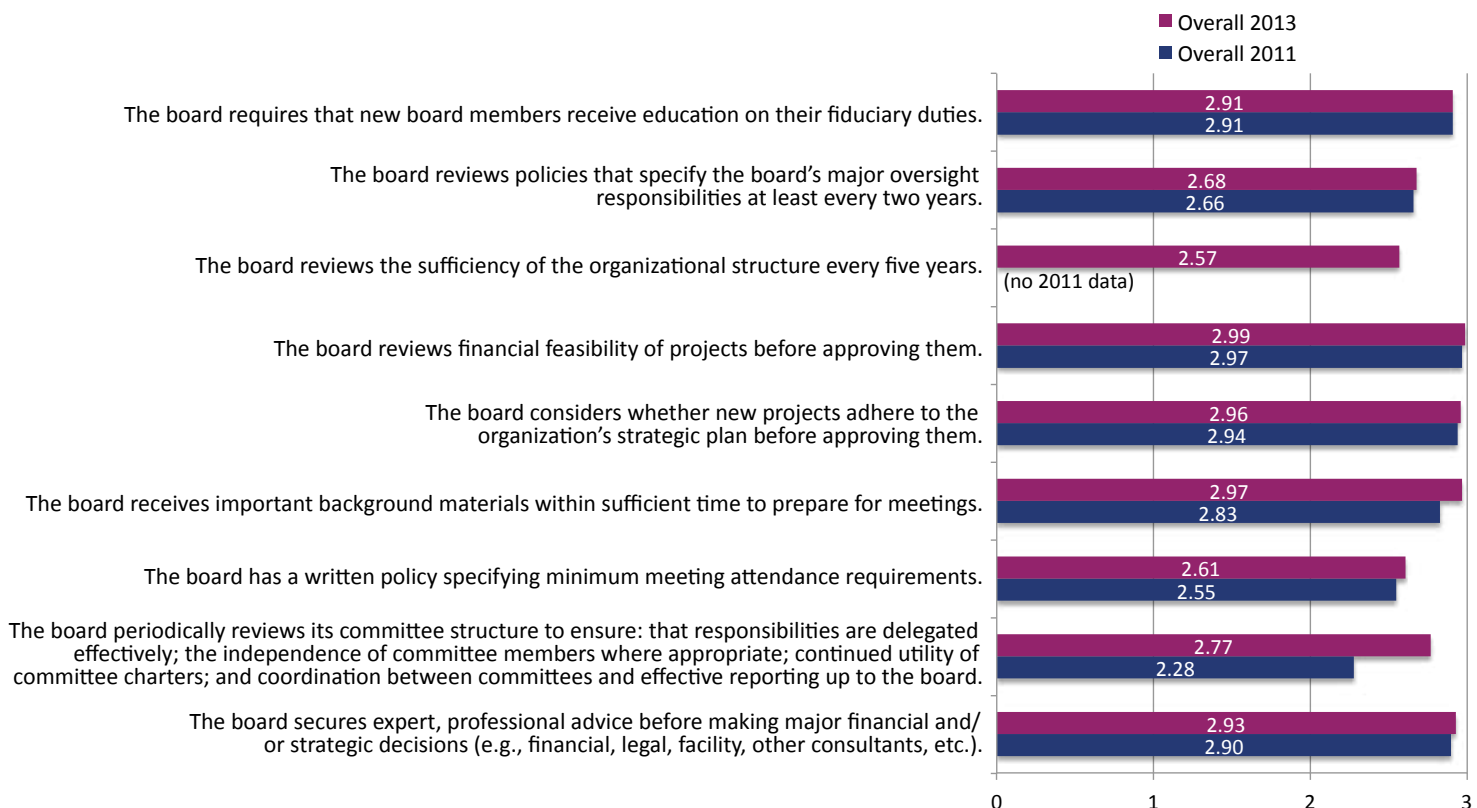 Overall 2013
Overall 2011
The board requires that new board members receive education on their fiduciary duties.
2.91
2.91
The board reviews policies that specify the board’s major oversight
responsibilities at least every two years.
2.68
2.66
The board reviews the sufficiency of the organizational structure every five years.
2.57
(no 2011 data)
The board reviews financial feasibility of projects before approving them.
2.99
2.97
The board considers whether new projects adhere to the
organization’s strategic plan before approving them.
2.96
2.94
The board receives important background materials within sufficient time to prepare for meetings.
2.97
2.83
The board has a written policy specifying minimum meeting attendance requirements.
2.61
2.55
The board periodically reviews its committee structure to ensure: that responsibilities are delegated
effectively; the independence of committee members where appropriate; continued utility of
committee charters; and coordination between committees and effective reporting up to the board.
2.77
2.28
The board secures expert, professional advice before making major financial and/
or strategic decisions (e.g., financial, legal, facility, other consultants, etc.).
2.93
2.90
0 1 2 3